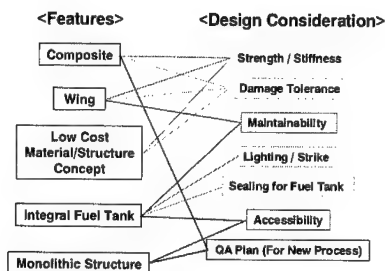 <Features>
<Design Consideration>
Composite
Wing
Low Cost
Material/Structure
Concept
Integral Fuel Tank
Monolithic Structure
Strength / Stiffness
Damage Tolerance
Maintainability
Lighting / Strike
Sealing for Fuel Tank
Accessibility
QA Plan (For New Process)